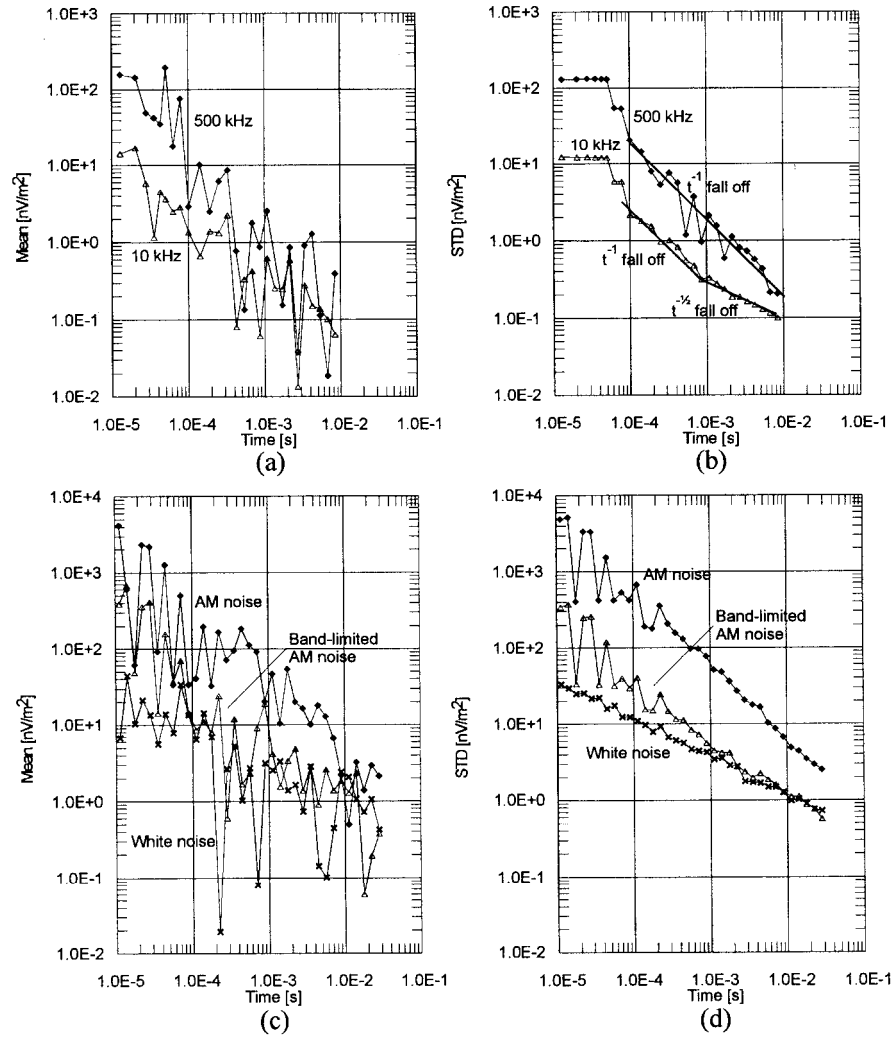 1.0E+3
1.0E+2
1.0E+1
1.0E+0
1.0E-1
1.0E-2
Mean [nV/m²]
500 kHz
10 kHz
1.0E-5 1.0E-4 1.0E-3 1.0E-2 1.0E-1
Time [s]
(a)
1.0E+3
1.0E+2
1.0E+1
1.0E+0
1.0E-1
1.0E-2
STD [nV/m²]
500 kHz
10 kHz
t⁻¹ fall off
t⁻¹ fall off
t⁻½ fall off
1.0E-5 1.0E-4 1.0E-3 1.0E-2 1.0E-1
Time [s]
(b)
1.0E+4
1.0E+3
1.0E+2
1.0E+1
1.0E+0
1.0E-1
1.0E-2
Mean [nV/m²]
AM noise
Band-limited
AM noise
White noise
1.0E-5 1.0E-4 1.0E-3 1.0E-2 1.0E-1
Time [s]
(c)
1.0E+4
1.0E+3
1.0E+2
1.0E+1
1.0E+0
1.0E-1
1.0E-2
STD [nV/m²]
AM noise
Band-limited
AM noise
White noise
1.0E-5 1.0E-4 1.0E-3 1.0E-2 1.0E-1
Time [s]
(d)